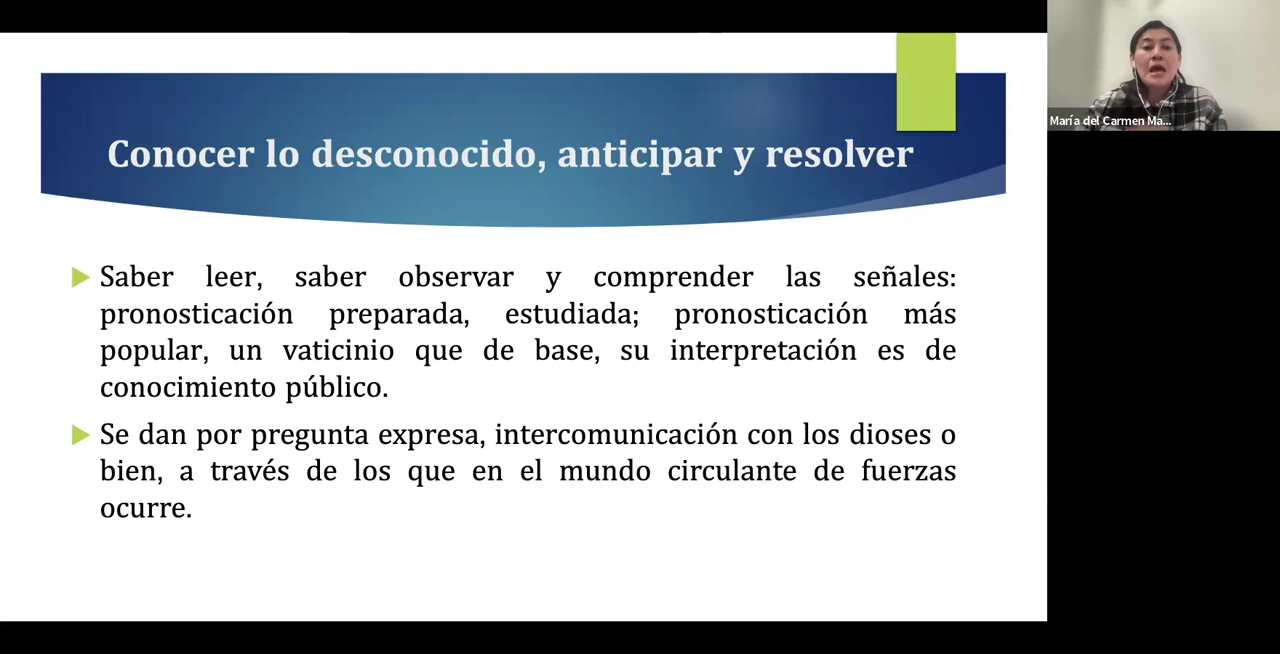 Conocer lo desconocido, anticipar y resolver
María del Carmen Ma...
Saber leer, saber observar y comprender las señales:
pronosticación preparada, estudiada; pronosticación más
popular, un vaticinio que de base, su interpretación es de
conocimiento público.
Se dan por pregunta expresa, intercomunicación con los dioses o
bien, a través de los que en el mundo circulante de fuerzas
ocurre.